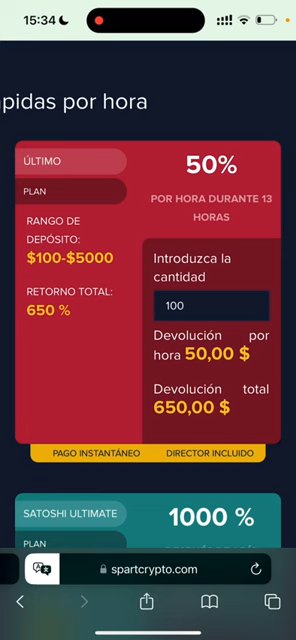 15:34
ápidas por hora
ÚLTIMO
PLAN
RANGO DE
DEPÓSITO:
$100-$5000
RETORNO TOTAL:
650 %
50%
POR HORA DURANTE 13
HORAS
Introduzca la
cantidad
100
Devolución por
hora 50,00 $
Devolución total
650,00 $
PAGO INSTANTÁNEO DIRECTOR INCLUIDO
SATOSHI ULTIMATE
PLAN
1000 %
spartcrypto.com